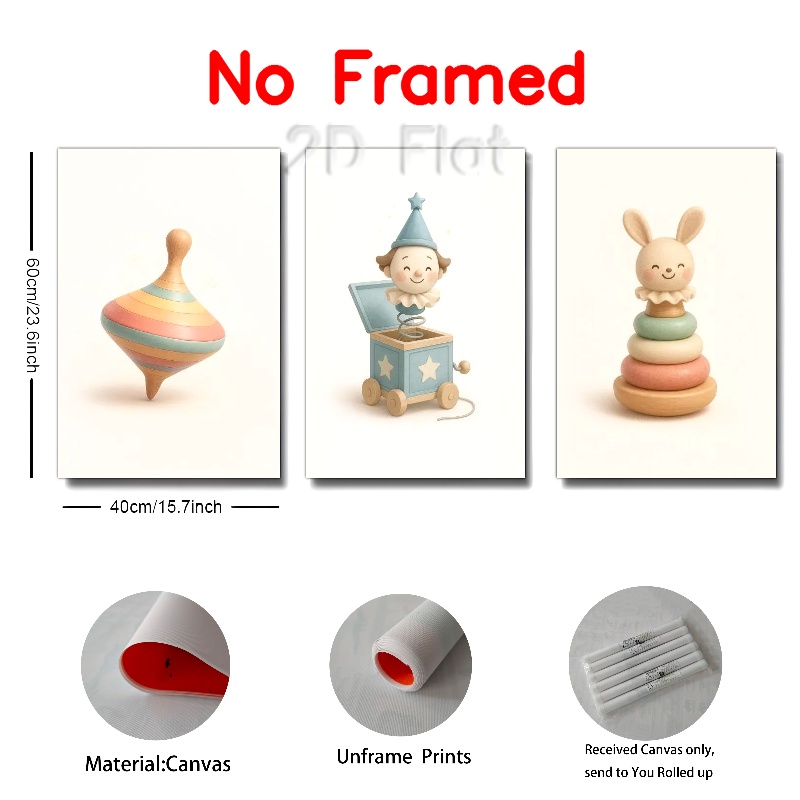 No Framed
2D Flat
60cm/23.6inch
40cm/15.7inch
Material:Canvas
Unframe Prints
Received Canvas only,
send to You Rolled up